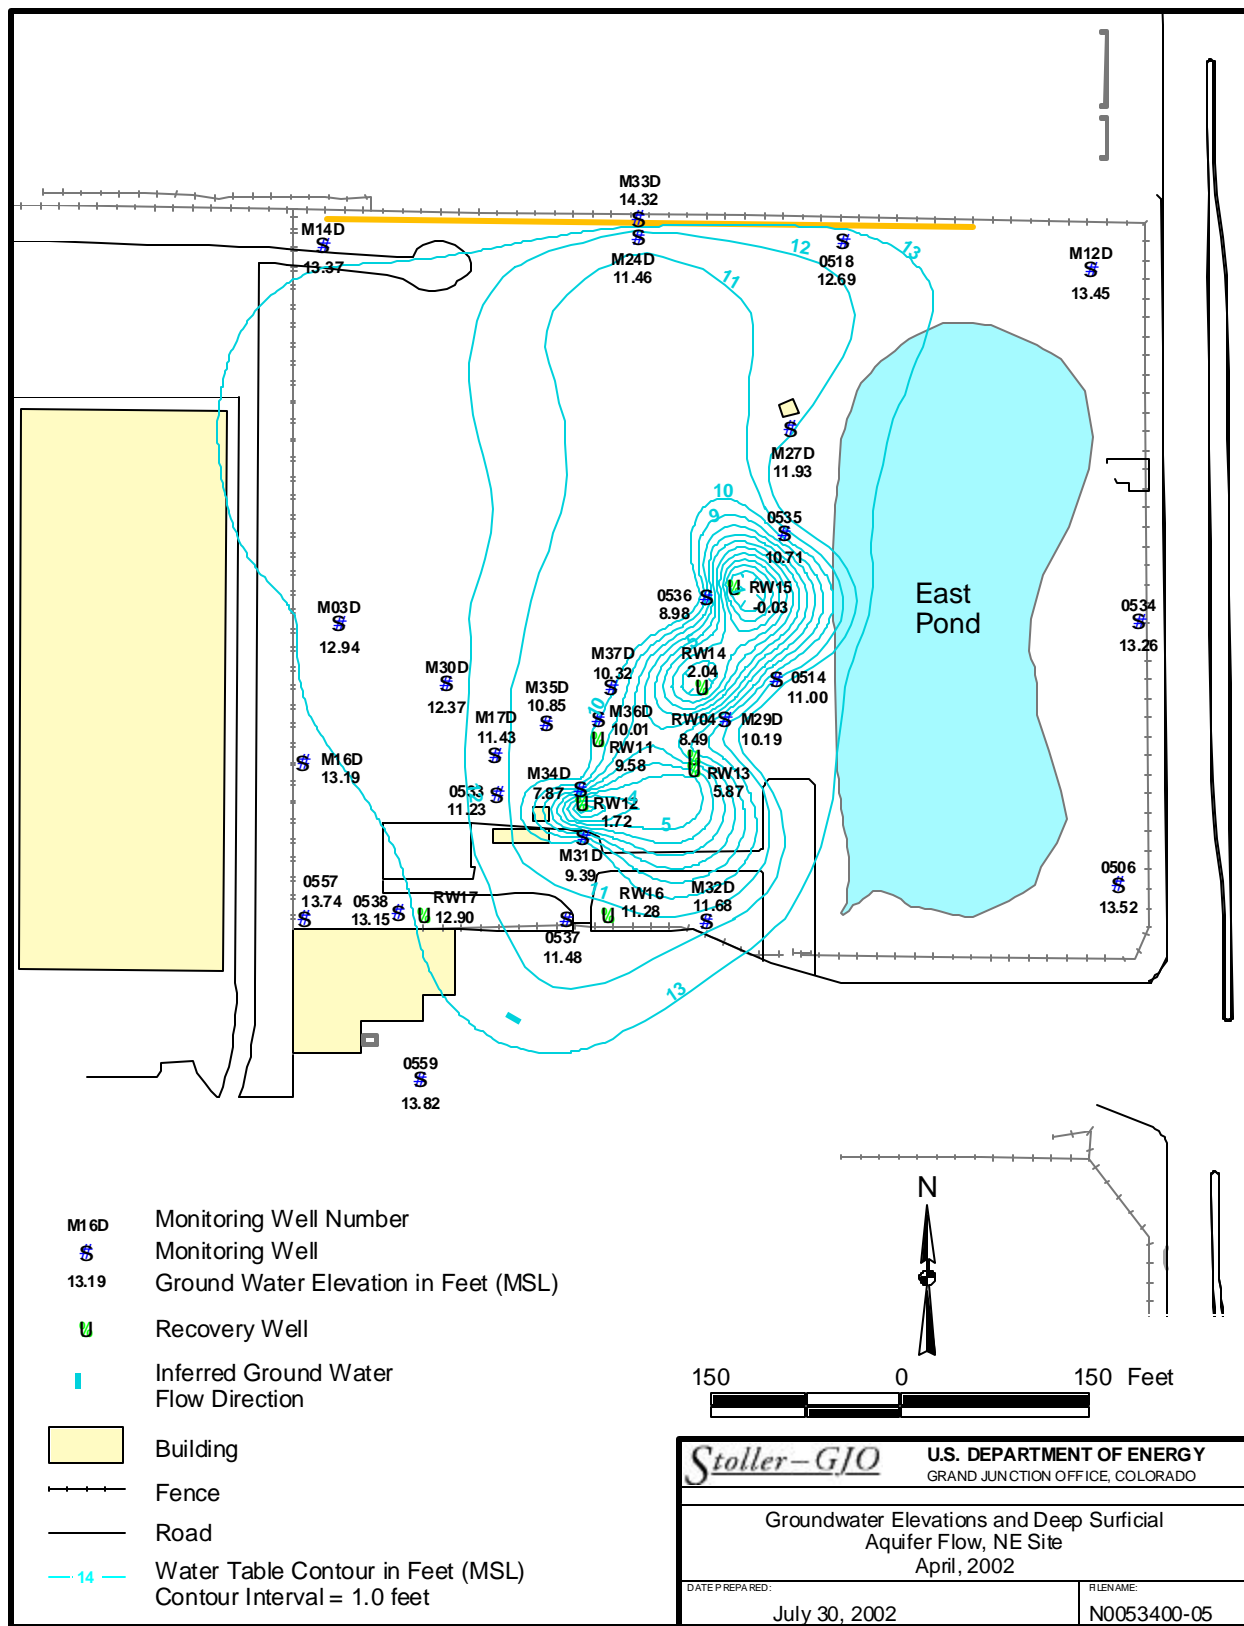 M33D
14.32
M14D
13.37
M24D
11.46
12
13
0518
12.69
M12D
13.45
11
M27D
11.93
10
9
0535
10.71
RW15
-0.03
0536
8.98
East
Pond
0534
13.26
M03D
12.94
5
RW14
2.04
M37D
10.32
0514
11.00
M30D
12.37
M35D
10.85
10
M36D
10.01
RW04
8.49
M29D
10.19
M17D
11.43
RW11
9.58
M16D
13.19
M34D
7.87
RW13
5.87
0533
11.23
12
4
RW12
1.72
5
M31D
9.39
11
0557
13.74
0538
13.15
RW17
12.90
RW16
11.28
M32D
11.68
0506
13.52
0537
11.48
13
0559
13.82
M16D Monitoring Well Number
Monitoring Well
13.19 Ground Water Elevation in Feet (MSL)
Recovery Well
Inferred Ground Water
Flow Direction
Building
Fence
Road
14 Water Table Contour in Feet (MSL)
Contour Interval = 1.0 feet
N
150 0 150 Feet
Stoller-GJO
U.S. DEPARTMENT OF ENERGY
GRAND JUNCTION OFFICE, COLORADO
Groundwater Elevations and Deep Surficial
Aquifer Flow, NE Site
April, 2002
DATE PREPARED:
July 30, 2002
FILENAME:
N0053400-05